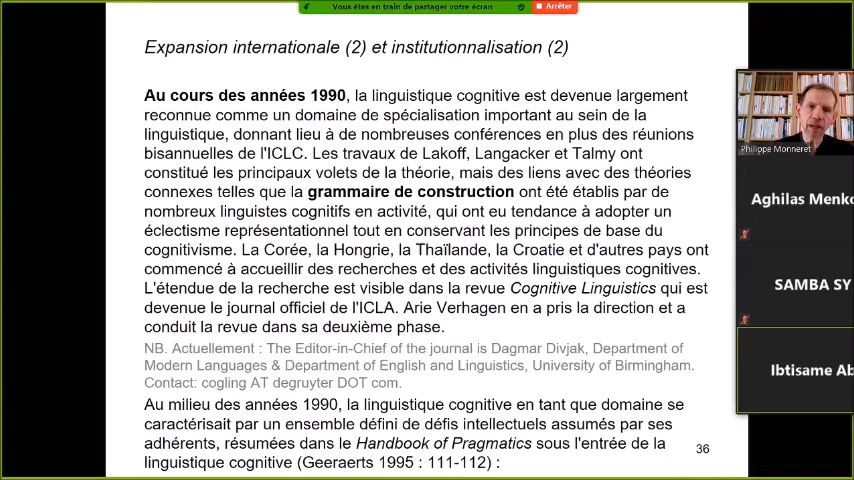 Vous êtes en train de partager votre écran
Arrêter
Expansion internationale (2) et institutionnalisation (2)
Au cours des années 1990, la linguistique cognitive est devenue largement
reconnue comme un domaine de spécialisation important au sein de la
linguistique, donnant lieu à de nombreuses conférences en plus des réunions
bisannuelles de l'ICLC. Les travaux de Lakoff, Langacker et Talmy ont
constitué les principaux volets de la théorie, mais des liens avec des théories
connexes telles que la grammaire de construction ont été établis par de
nombreux linguistes cognitifs en activité, qui ont eu tendance à adopter un
éclectisme représentationnel tout en conservant les principes de base du
cognitivisme. La Corée, la Hongrie, la Thaïlande, la Croatie et d'autres pays ont
commencé à accueillir des recherches et des activités linguistiques cognitives.
L'étendue de la recherche est visible dans la revue Cognitive Linguistics qui est
devenue le journal officiel de l'ICLA. Arie Verhagen en a pris la direction et a
conduit la revue dans sa deuxième phase.
NB. Actuellement : The Editor-in-Chief of the journal is Dagmar Divjak, Department of
Modern Languages & Department of English and Linguistics, University of Birmingham.
Contact: cogling AT degruyter DOT com.
Au milieu des années 1990, la linguistique cognitive en tant que domaine se
caractérisait par un ensemble défini de défis intellectuels assumés par ses
adhérents, résumées dans le Handbook of Pragmatics sous l'entrée de la
linguistique cognitive (Geeraerts 1995 : 111-112) :
36
Philippe Monneret
Aghilas Menko
SAMBA SY
Ibtisame Ab